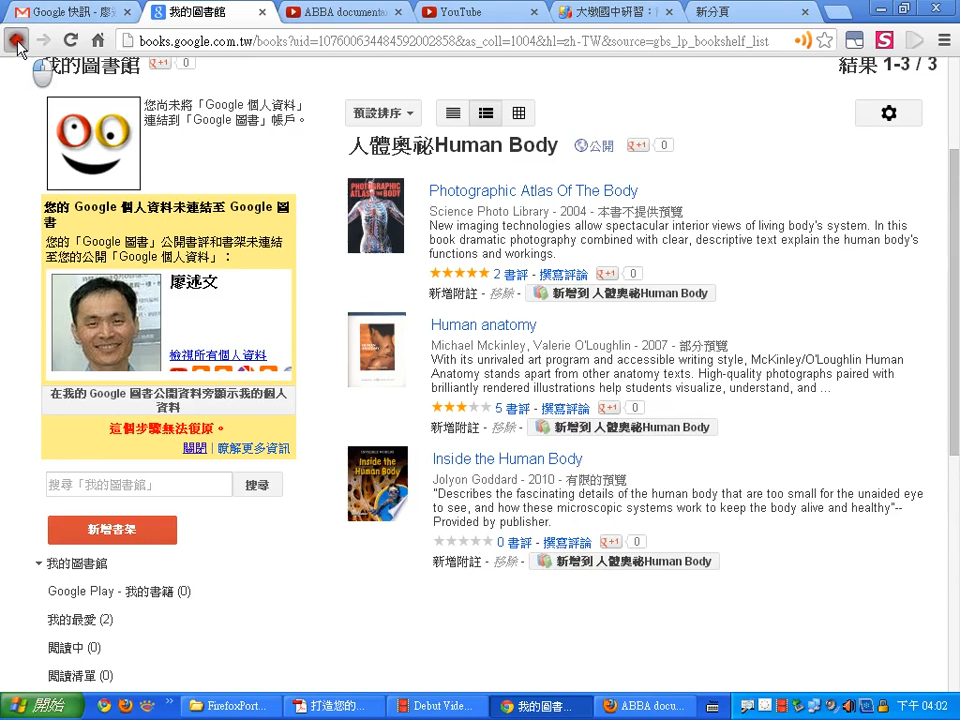 Google 快訊 - 廖
我的圖書館
ABBA documenta
YouTube
大墩國中研習：
新分頁
books.google.com.tw/books?uid=107600634484592002858&as_coll=1004&hl=zh-TW&source=gbs_lp_bookshelf_list
我的圖書館
+1 0
結果 1-3 / 3
您尚未將「Google 個人資料」
連結到「Google 圖書」帳戶。
您的 Google 個人資料未連結至 Google 圖
書
您的「Google 圖書」公開書評和書架未連結
至您的公開「Google 個人資料」：
廖述文
檢視所有個人資料
在我的 Google 圖書公開資料旁顯示我的個人
資料
這個步驟無法復原。
關閉 | 瞭解更多資訊
搜尋「我的圖書館」
搜尋
新增書架
我的圖書館
Google Play - 我的書籍 (0)
我的最愛 (2)
閱讀中 (0)
閱讀清單 (0)
預設排序
人體奧祕Human Body
公開
+1 0
Photographic Atlas Of The Body
Science Photo Library - 2004 - 本書不提供預覽
New imaging technologies allow spectacular interior views of living body's system. In this
book dramatic photography combined with clear, descriptive text explain the human body's
functions and workings.
2 書評 - 撰寫評論 +1 0
新增附註 - 移除 - 新增到 人體奧祕Human Body
Human anatomy
Michael Mckinley, Valerie O'Loughlin - 2007 - 部分預覽
With its unrivaled art program and accessible writing style, McKinley/O'Loughlin Human
Anatomy stands apart from other anatomy texts. High-quality photographs paired with
brilliantly rendered illustrations help students visualize, understand, and ...
5 書評 - 撰寫評論 +1 0
新增附註 - 移除 - 新增到 人體奧祕Human Body
Inside the Human Body
Jolyon Goddard - 2010 - 有限的預覽
"Describes the fascinating details of the human body that are too small for the unaided eye
to see, and how these microscopic systems work to keep the body alive and healthy"--
Provided by publisher.
0 書評 - 撰寫評論 +1 0
新增附註 - 移除 - 新增到 人體奧祕Human Body
PHOTOGRAPHIC
ATLAS OF THE BODY
Inside the
Human Body
開始
FirefoxPort...
打造您的...
Debut Vide...
我的圖書...
ABBA docu...
下午 04:02